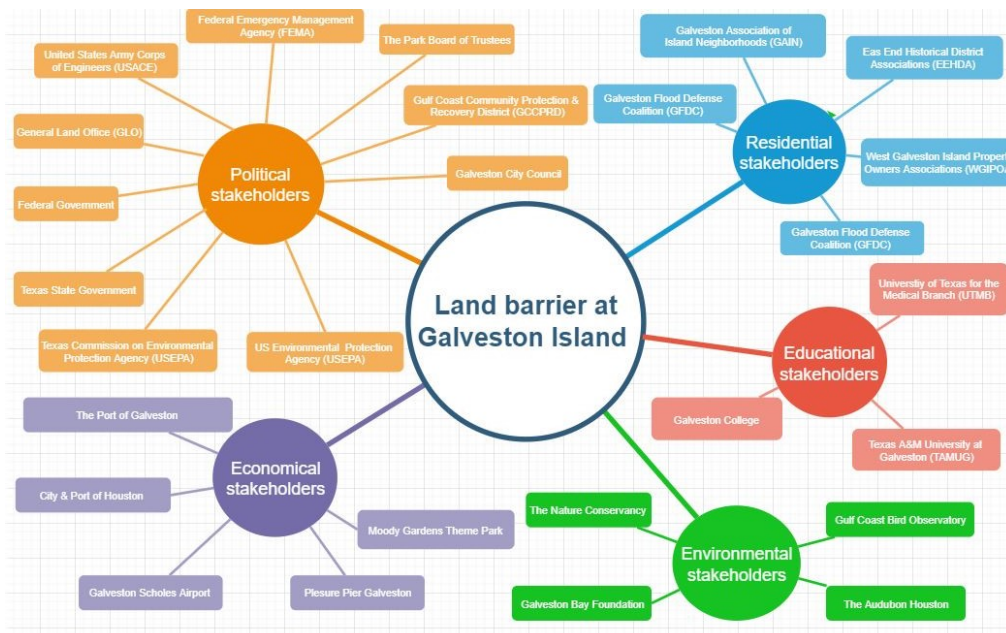 Federal Emergency Management
Agency (FEMA)
United States Army Corps
of Engineers (USACE)
The Park Board of Trustees
Gulf Coast Community Protection &
Recovery District (GCCPRD)
General Land Office (GLO)
Political
stakeholders
Galveston City Council
Federal Government
Texas State Government
Texas Commission on Environmental
Protection Agency (USEPA)
US Environmental Protection
Agency (USEPA)
Galveston Association of
Island Neighborhoods (GAIN)
Eas End Historical District
Associations (EEHDA)
Galveston Flood Defense
Coalition (GFDC)
Residential
stakeholders
West Galveston Island Proper
Owners Associations (WGIPOA
Galveston Flood Defense
Coalition (GFDC)
Land barrier at
Galveston Island
Universtiy of Texas for the
Medical Branch (UTMB)
Educational
stakeholders
Galveston College
Texas A&M University at
Galveston (TAMUG)
The Port of Galveston
Economical
stakeholders
City & Port of Houston
Moody Gardens Theme Park
Galveston Scholes Airport
Plesure Pier Galveston
The Nature Conservancy
Gulf Coast Bird Observatory
Environmental
stakeholders
Galveston Bay Foundation
The Audubon Houston